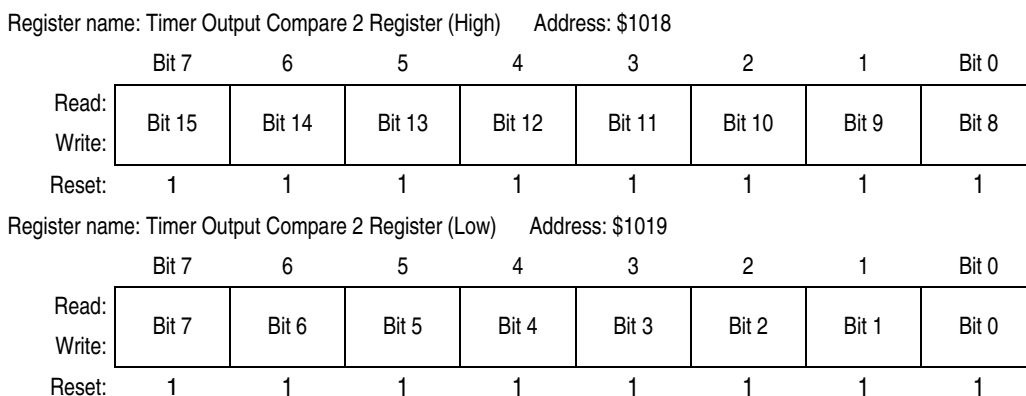 Register name: Timer Output Compare 2 Register (High) Address: $1018
Bit 7 6 5 4 3 2 1 Bit 0
Read:
Bit 15 Bit 14 Bit 13 Bit 12 Bit 11 Bit 10 Bit 9 Bit 8
Write:
Reset: 1 1 1 1 1 1 1 1
Register name: Timer Output Compare 2 Register (Low) Address: $1019
Bit 7 6 5 4 3 2 1 Bit 0
Read:
Bit 7 Bit 6 Bit 5 Bit 4 Bit 3 Bit 2 Bit 1 Bit 0
Write:
Reset: 1 1 1 1 1 1 1 1